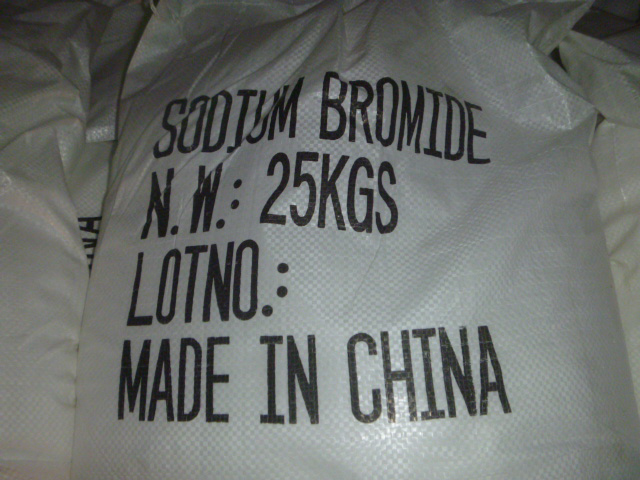 SODIUM BROMIDE
N.W.: 25KGS
LOTNO.:
MADE IN CHINA